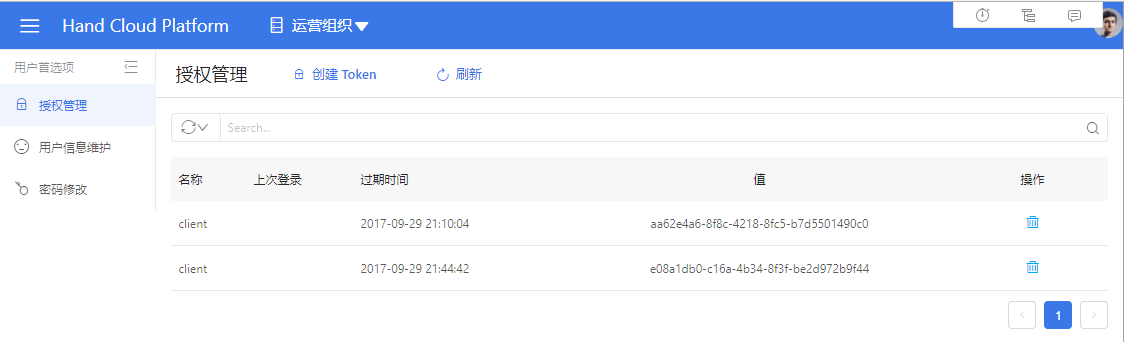 Hand Cloud Platform 运营组织
用户首选项
授权管理
用户信息维护
密码修改
授权管理 创建 Token 刷新
Search...
名称 上次登录 过期时间 值 操作
client 2017-09-29 21:10:04 aa62e4a6-8f8c-4218-8fc5-b7d5501490c0
client 2017-09-29 21:44:42 e08a1db0-c16a-4b34-8f3f-be2d972b9f44
1